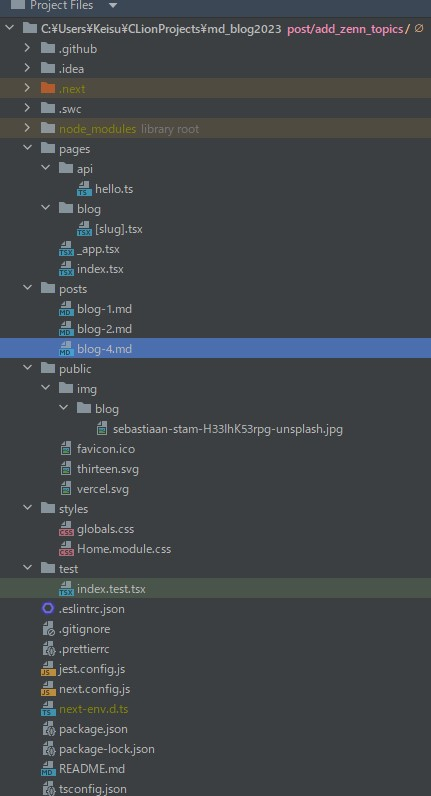 Project Files
C:¥Users¥Keisu¥CLionProjects¥md_blog2023 post/add_zenn_topics / ∅
.github
.idea
.next
.swc
node_modules library root
pages
api
hello.ts
blog
[slug].tsx
_app.tsx
index.tsx
posts
blog-1.md
blog-2.md
blog-4.md
public
img
blog
sebastiaan-stam-H33lhK53rpg-unsplash.jpg
favicon.ico
thirteen.svg
vercel.svg
styles
globals.css
Home.module.css
test
index.test.tsx
.eslintrc.json
.gitignore
.prettierrc
jest.config.js
next.config.js
next-env.d.ts
package.json
package-lock.json
README.md
tsconfig.json